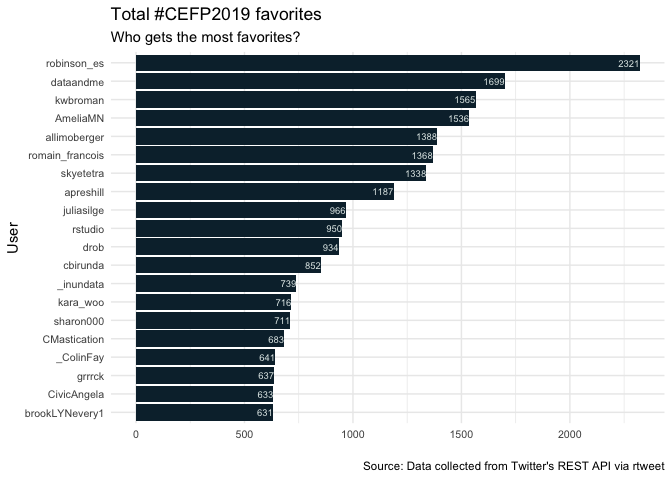 Total #CEFP2019 favorites
Who gets the most favorites?
User
robinson_es 2321
dataandme 1699
kwbroman 1565
AmeliaMN 1536
allimoberger 1388
romain_francois 1368
skyetetra 1338
apreshill 1187
juliasilge 966
rstudio 950
drob 934
cbirunda 852
_inundata 739
kara_woo 716
sharon000 711
CMastication 683
_ColinFay 641
grrrck 637
CivicAngela 633
brookLYNevery1 631
0 500 1000 1500 2000
Source: Data collected from Twitter's REST API via rtweet